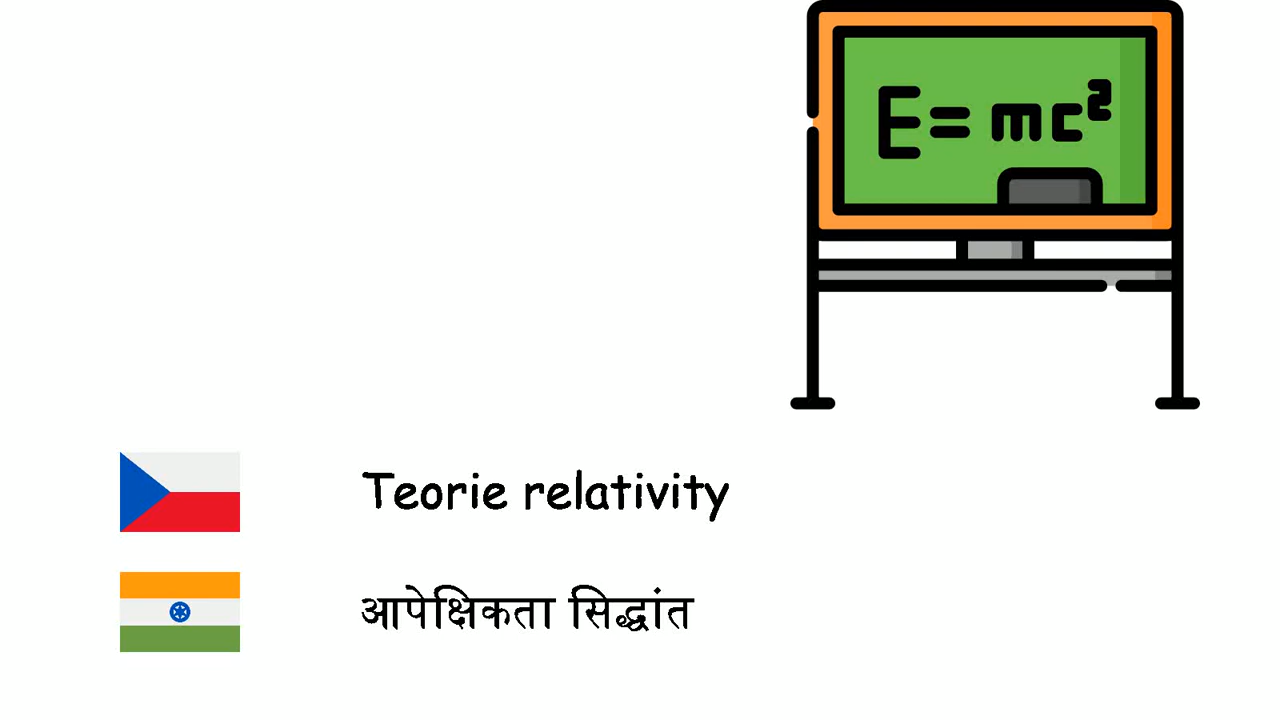 E= mc²
Teorie relativity
आपेक्षिकता सिद्धांत